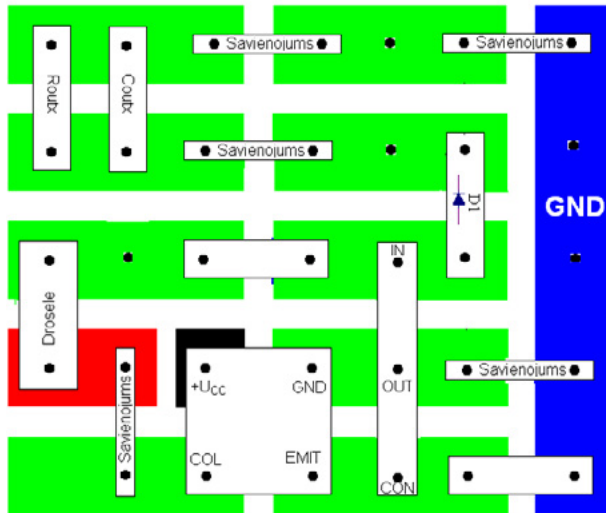 Savienojums
Savienojums
Routx
Coutx
Savienojums
D1
GND
IN
Drosele
Savienojums
+UCC
GND
OUT
Savienojums
COL
EMIT
CON